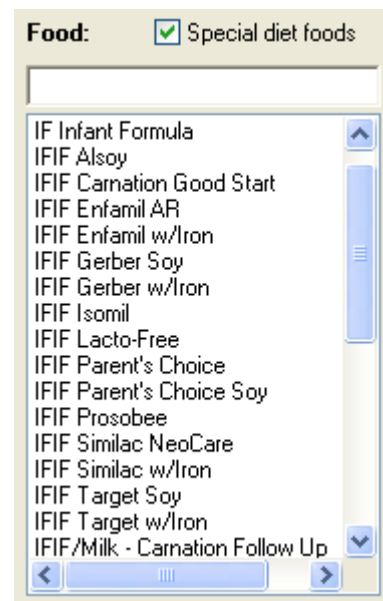 Food: Special diet foods
IF Infant Formula
IFIF Alsoy
IFIF Carnation Good Start
IFIF Enfamil AR
IFIF Enfamil w/Iron
IFIF Gerber Soy
IFIF Gerber w/Iron
IFIF Isomil
IFIF Lacto-Free
IFIF Parent's Choice
IFIF Parent's Choice Soy
IFIF Prosobee
IFIF Similac NeoCare
IFIF Similac w/Iron
IFIF Target Soy
IFIF Target w/Iron
IFIF/Milk - Carnation Follow Up